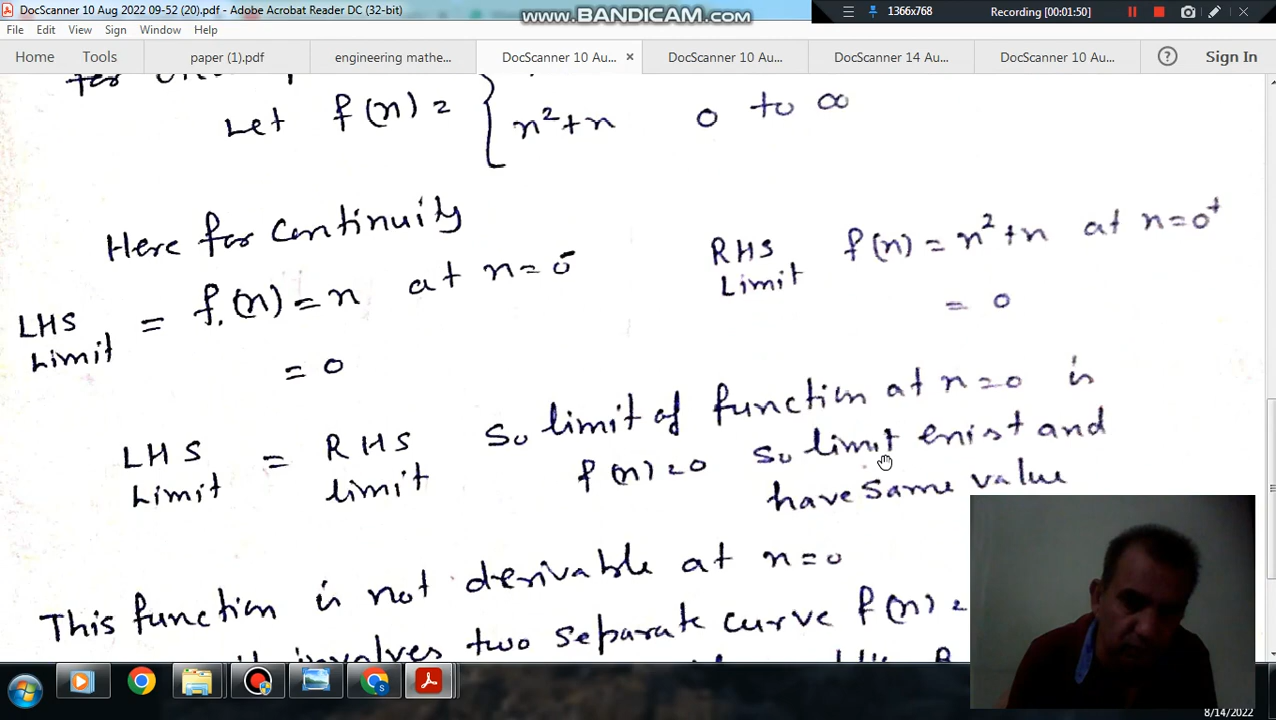 DocScanner 10 Aug 2022 09-52 (20).pdf - Adobe Acrobat Reader DC (32-bit)
www.BANDICAM.com
1366x768
Recording [00:01:50]
File Edit View Sign Window Help
Home Tools paper (1).pdf engineering mathe... DocScanner 10 Au... × DocScanner 10 Au... DocScanner 14 Au... DocScanner 10 Au... Sign In
for
Let f(n) = { n²+n 0 to ∞
Here for continuity
LHS Limit = f(n) = n at n=0⁻
= 0
RHS Limit f(n) = n²+n at n=0⁺
= 0
LHS Limit = RHS limit
So limit of function at n=0 is
f(n)=0 So limit enist and
have same value
This function is not derivable at n=0
involves two separate curve f(n) =
8/14/2022